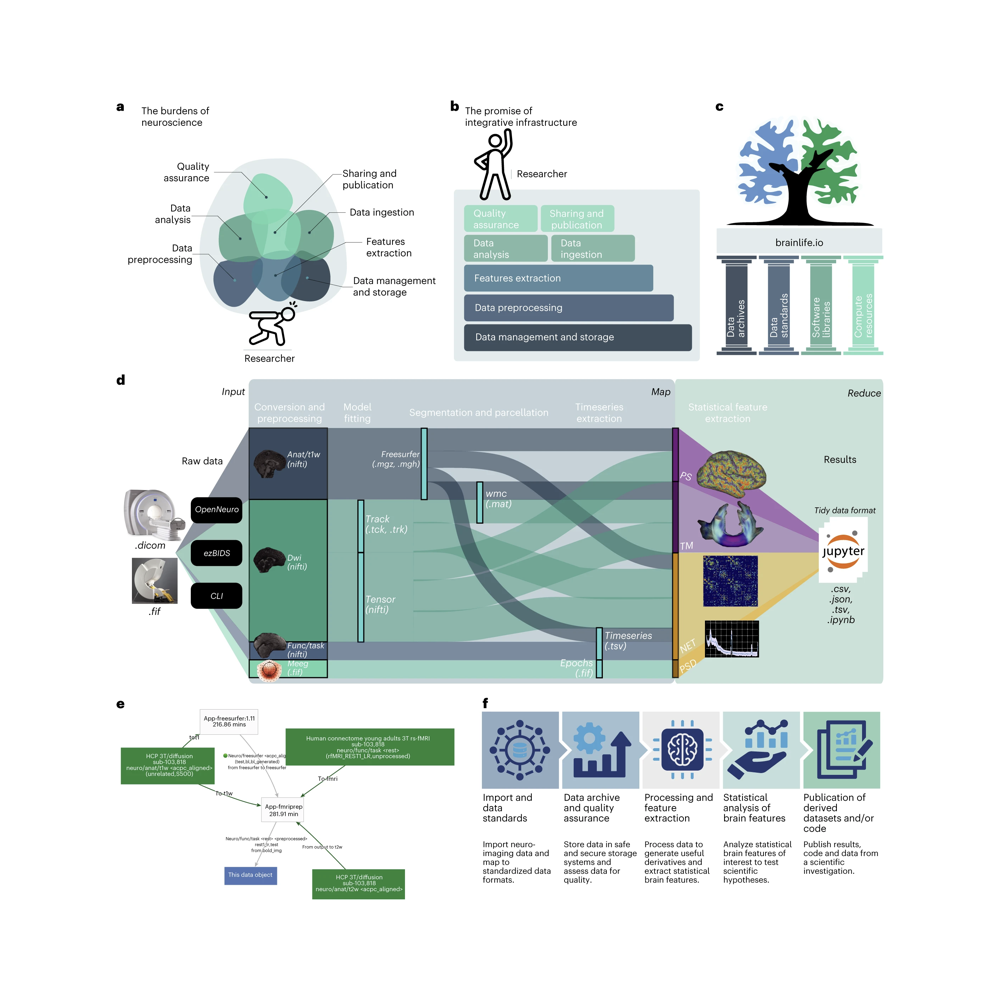 a
The burdens of
neuroscience
Quality
assurance
Sharing and
publication
Data
analysis
Data ingestion
Data
preprocessing
Features
extraction
Data management
and storage
Researcher
b
The promise of
integrative infrastructure
Researcher
Quality
assurance
Sharing and
publication
Data
analysis
Data
ingestion
Features extraction
Data preprocessing
Data management and storage
c
brainlife.io
Data
archives
Data
standards
Software
libraries
Compute
resources
d
Input
Map
Reduce
Conversion and
preprocessing
Model
fitting
Segmentation and parcellation
Timeseries
extraction
Statistical feature
extraction
Raw data
Results
.dicom
.fif
OpenNeuro
ezBIDS
CLI
Anat/t1w
(nifti)
Dwi
(nifti)
Func/task
(nifti)
Meeg
(.fif)
Freesurfer
(.mgz, .mgh)
Track
(.tck, .trk)
Tensor
(nifti)
wmc
(.mat)
Timeseries
(.tsv)
Epochs
(.fif)
PS
TM
NET
PSD
Tidy data format
jupyter
.csv,
.json,
.tsv,
.ipynb
e
App-freesurfer:1.11
216.86 mins
HCP 3T/diffusion
sub-103,818
neuro/anat/t1w <acpc_aligned>
(unrelated,S500)
Human connectome young adults 3T rs-fMRI
sub-103,818
neuro/func/task <rest>
(rfMRI_REST1_LR,unprocessed)
from freesurfer to freesurfer
To t1w
To fmri
App-fmriprep
281.91 min
Neuro/func/task <rest> <preprocessed>
from bold_img
From output to t2w
This data object
HCP 3T/diffusion
sub-103,818
neuro/anat/t2w <acpc_aligned>
f
Import and
data
standards
Import neuro-
imaging data and
map to
standardized data
formats.
Data archive
and quality
assurance
Store data in safe
and secure storage
systems and
assess data for
quality.
Processing and
feature
extraction
Process data to
generate useful
derivatives and
extract statistical
brain features.
Statistical
analysis of
brain features
Analyze statistical
brain features of
interest to test
scientific
hypotheses.
Publication of
derived
datasets and/or
code
Publish results,
code and data from
a scientific
investigation.